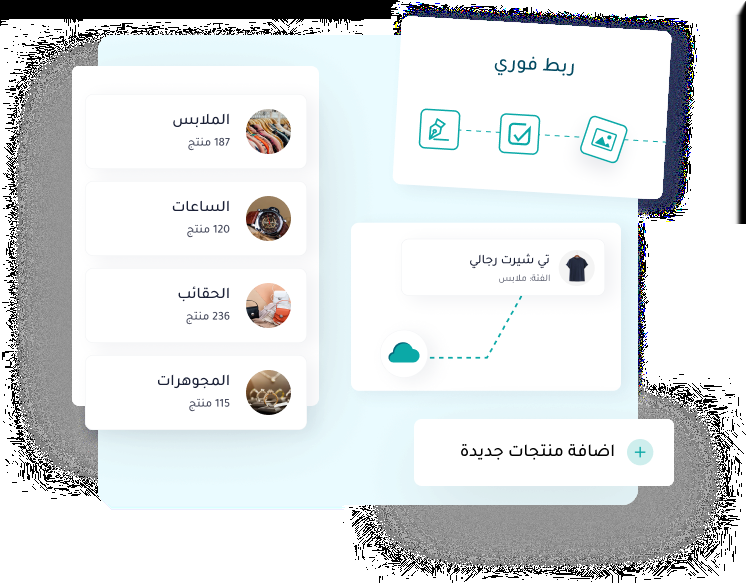 ربط فوري
الملابس
187 منتج
الساعات
120 منتج
الحقائب
236 منتج
المجوهرات
115 منتج
تي شيرت رجالي
الفئة: ملابس
اضافة منتجات جديدة